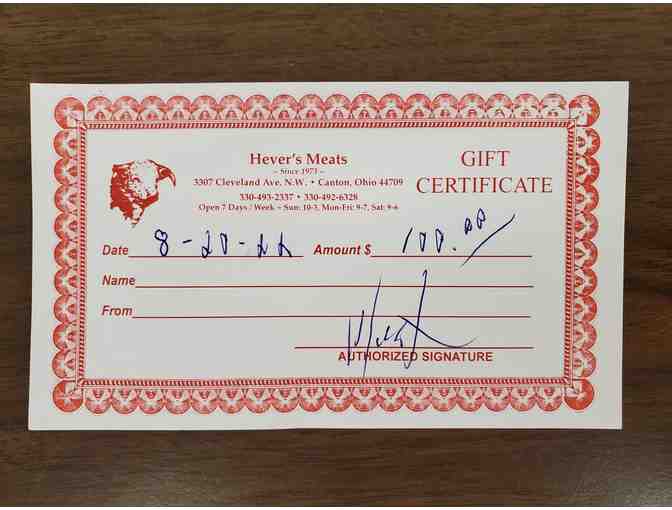 Hever's Meats
~ Since 1973 ~
3307 Cleveland Ave, N.W. • Canton, Ohio 44709
330-493-2337 • 330-492-6328
Open 7 Days / Week ~ Sun: 10-3, Mon-Fri: 9-7, Sat: 9-6
GIFT
CERTIFICATE
Date 8-20-22 Amount $ 100.00
Name
From
AUTHORIZED SIGNATURE